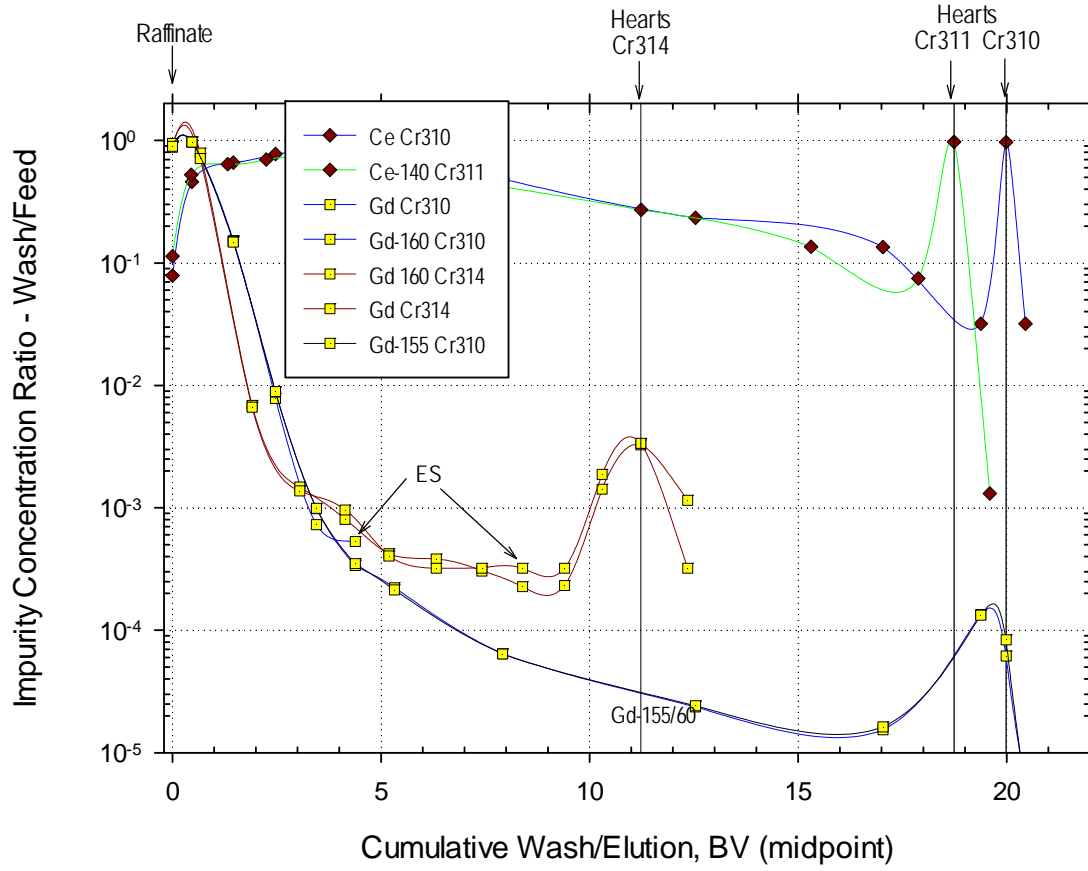 Raffinate
Hearts
Cr314
Hearts
Cr311 Cr310
Impurity Concentration Ratio - Wash/Feed
10⁰
10⁻¹
10⁻²
10⁻³
10⁻⁴
10⁻⁵
Ce Cr310
Ce-140 Cr311
Gd Cr310
Gd-160 Cr310
Gd 160 Cr314
Gd Cr314
Gd-155 Cr310
ES
Gd-155/60
0 5 10 15 20
Cumulative Wash/Elution, BV (midpoint)